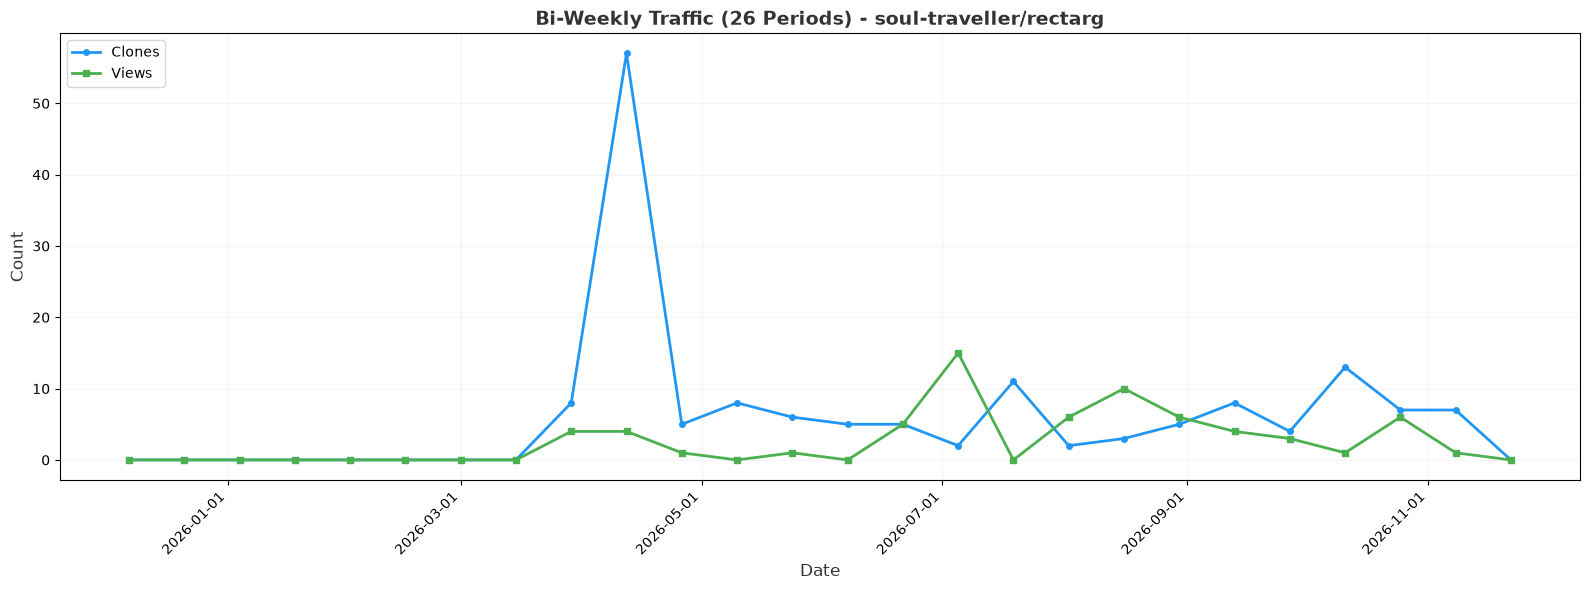 Bi-Weekly Traffic (26 Periods) - soul-traveller/rectarg
Clones
Views
Count
50
40
30
20
10
0
2026-01-01
2026-03-01
2026-05-01
2026-07-01
2026-09-01
2026-11-01
Date